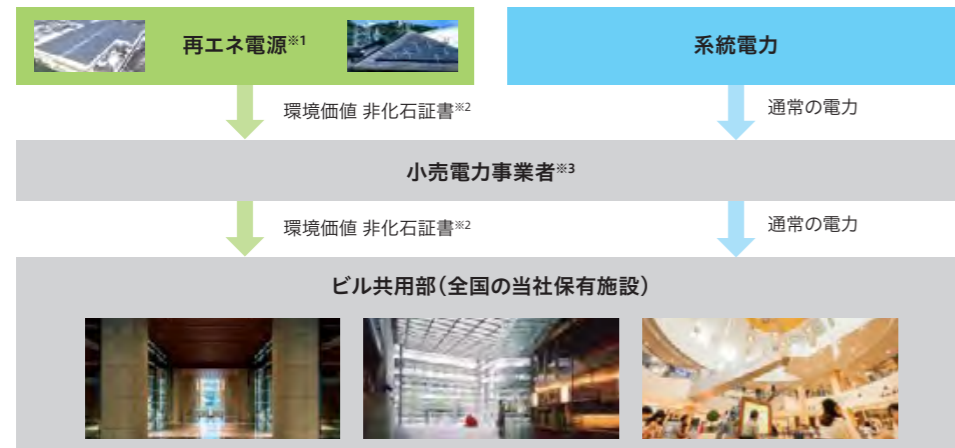 再エネ電源※1
系統電力
環境価値 非化石証書※2
通常の電力
小売電力事業者※3
環境価値 非化石証書※2
通常の電力
ビル共用部(全国の当社保有施設)